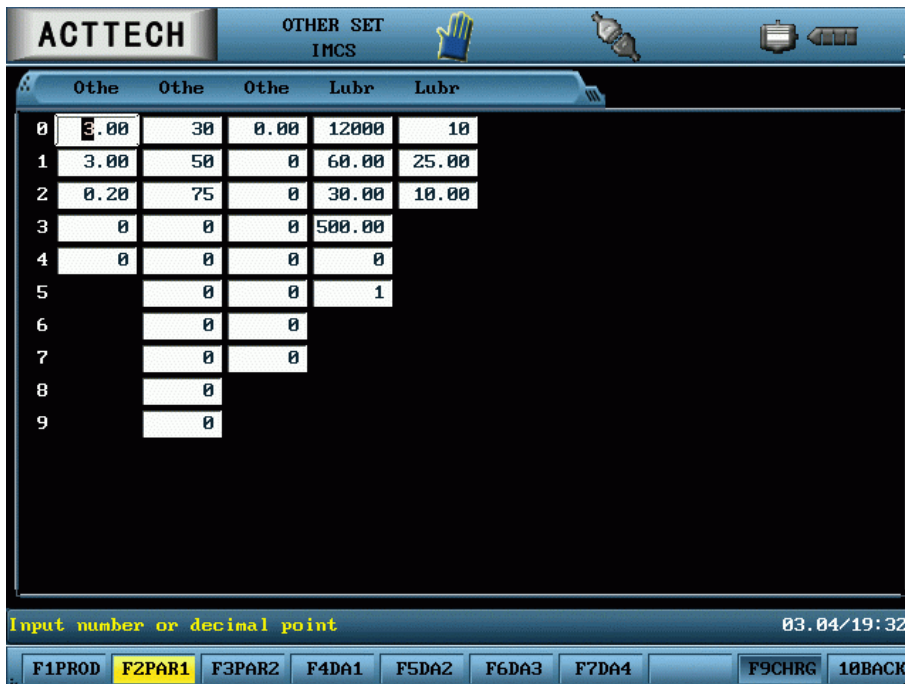 ACTTECH
OTHER SET
IMCS
Othe Othe Othe Lubr Lubr
0 3.00 30 0.00 12000 10
1 3.00 50 0 60.00 25.00
2 0.20 75 0 30.00 10.00
3 0 0 0 500.00
4 0 0 0 0
5 0 0 1
6 0 0
7 0 0
8 0
9 0
Input number or decimal point 03.04/19:32
F1PROD F2PAR1 F3PAR2 F4DA1 F5DA2 F6DA3 F7DA4 F9CHRG 10BACK